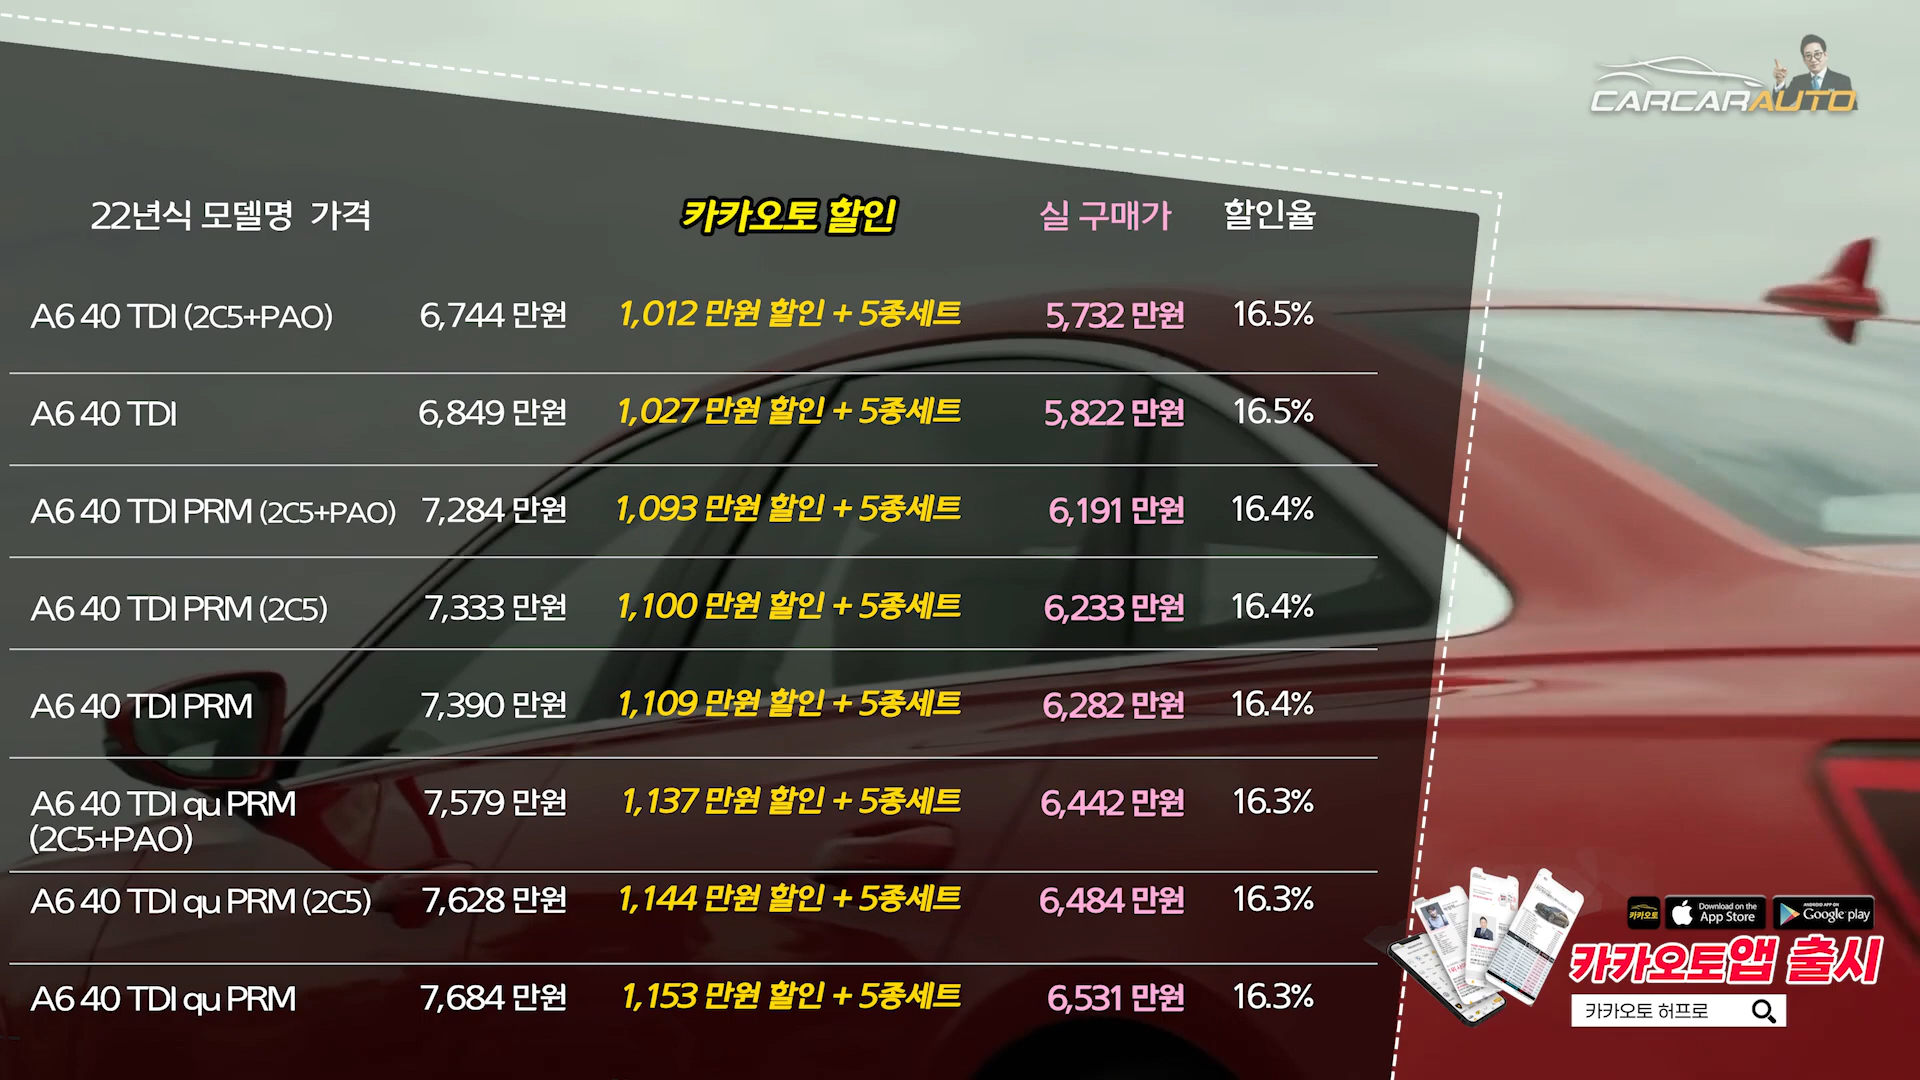 CARCARAUTO
22년식 모델명 가격 카카오토 할인 실 구매가 할인율
A6 40 TDI (2C5+PAO) 6,744 만원 1,012 만원 할인 + 5종세트 5,732 만원 16.5%
A6 40 TDI 6,849 만원 1,027 만원 할인 + 5종세트 5,822 만원 16.5%
A6 40 TDI PRM (2C5+PAO) 7,284 만원 1,093 만원 할인 + 5종세트 6,191 만원 16.4%
A6 40 TDI PRM (2C5) 7,333 만원 1,100 만원 할인 + 5종세트 6,233 만원 16.4%
A6 40 TDI PRM 7,390 만원 1,109 만원 할인 + 5종세트 6,282 만원 16.4%
A6 40 TDI qu PRM 7,579 만원 1,137 만원 할인 + 5종세트 6,442 만원 16.3%
(2C5+PAO)
A6 40 TDI qu PRM (2C5) 7,628 만원 1,144 만원 할인 + 5종세트 6,484 만원 16.3%
A6 40 TDI qu PRM 7,684 만원 1,153 만원 할인 + 5종세트 6,531 만원 16.3%
카카오토
Download on the
App Store
ANDROID APP ON
Google play
카카오토앱 출시
카카오토 허프로